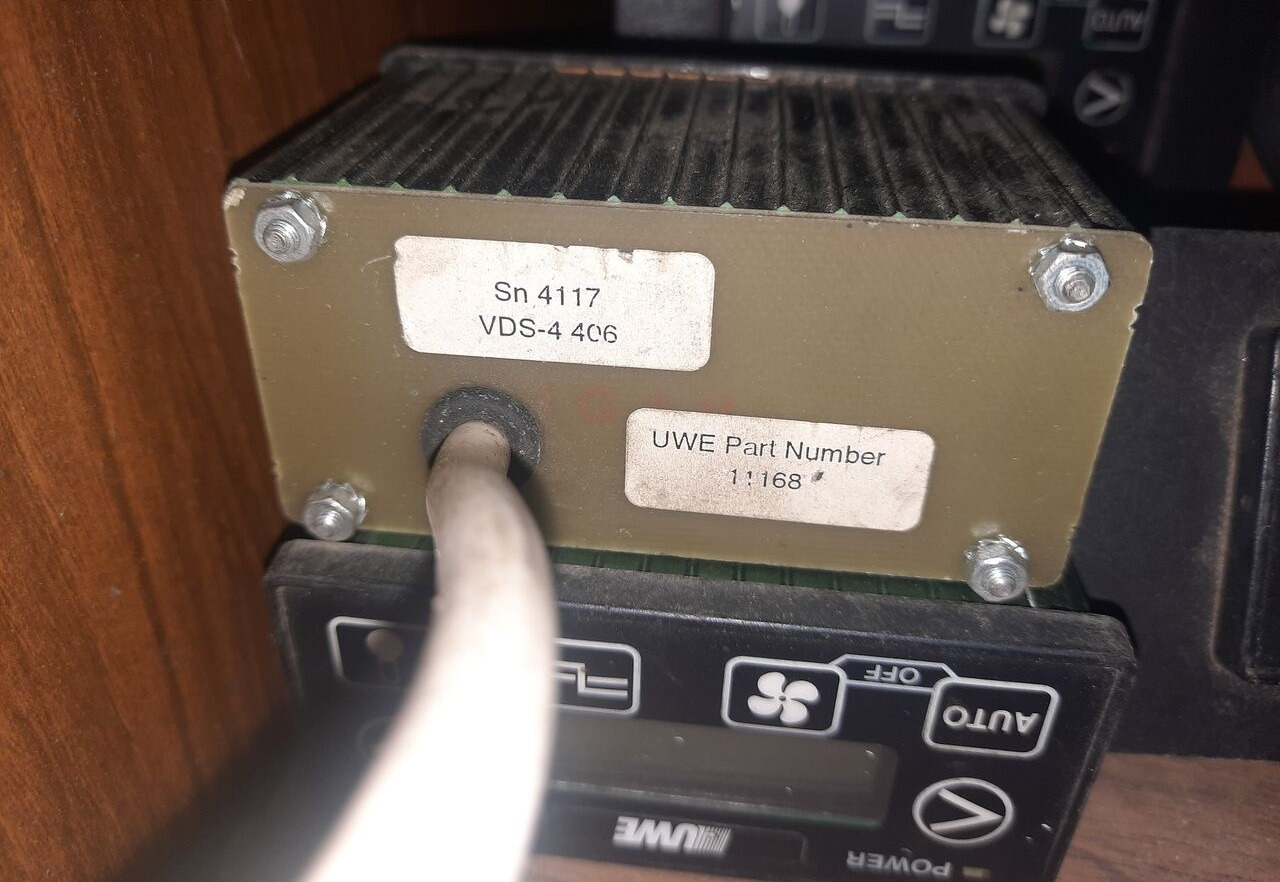 AUTO
Sn 4117
VDS-4 406
UWE Part Number
11168
OFF
AUTO
UWE
POWER